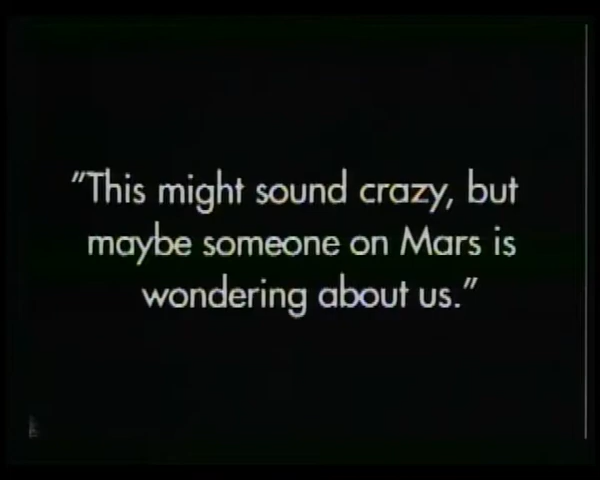 "This might sound crazy, but
maybe someone on Mars is
wondering about us."